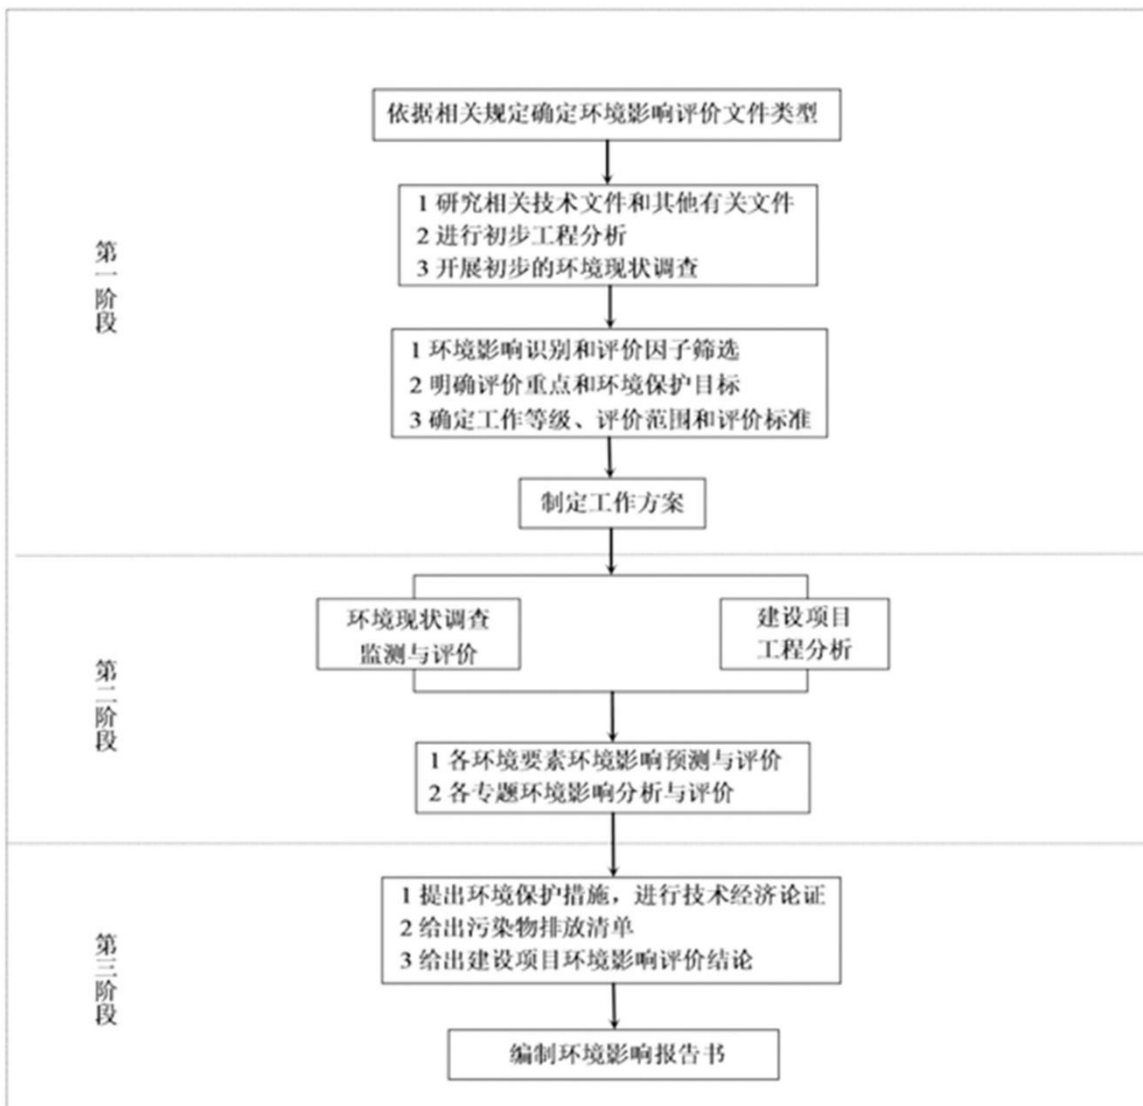 依据相关规定确定环境影响评价文件类型
1 研究相关技术文件和其他有关文件
2 进行初步工程分析
3 开展初步的环境现状调查
第一阶段
1 环境影响识别和评价因子筛选
2 明确评价重点和环境保护目标
3 确定工作等级、评价范围和评价标准
制定工作方案
环境现状调查
监测与评价
建设项目
工程分析
第二阶段
1 各环境要素环境影响预测与评价
2 各专题环境影响分析与评价
1 提出环境保护措施，进行技术经济论证
2 给出污染物排放清单
3 给出建设项目环境影响评价结论
第三阶段
编制环境影响报告书